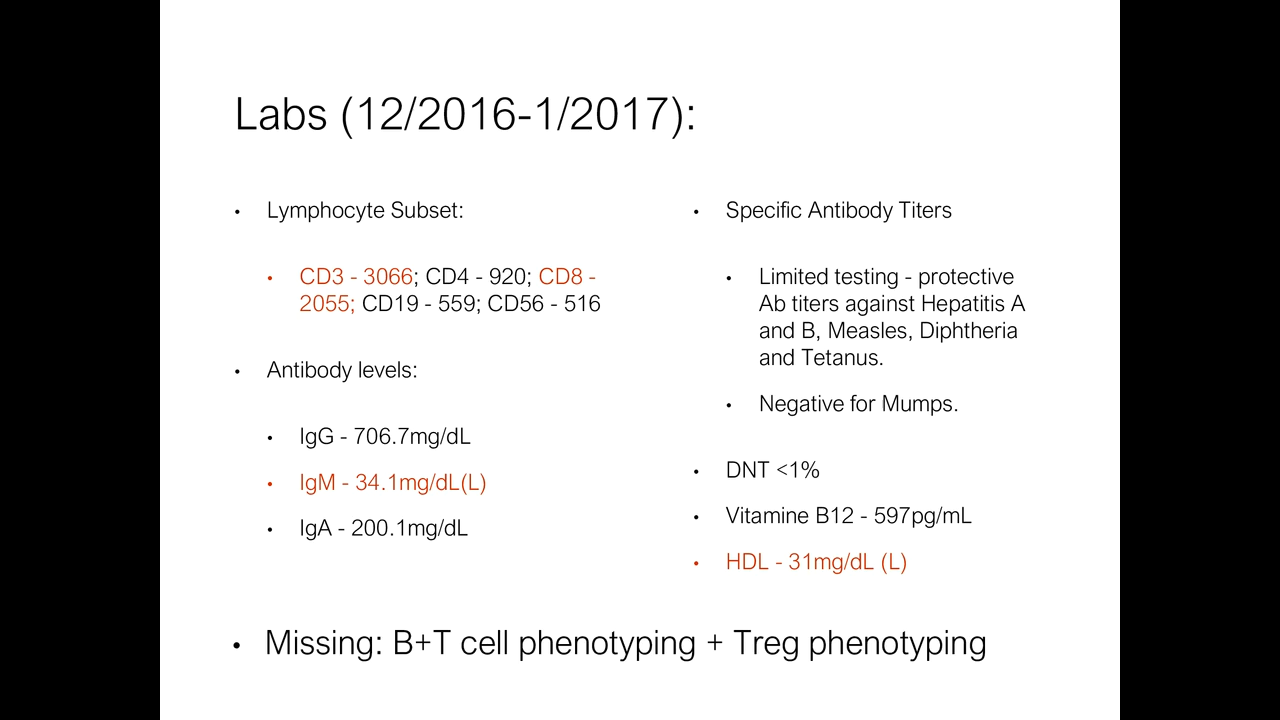 Labs (12/2016-1/2017):
• Lymphocyte Subset:
• CD3 - 3066; CD4 - 920; CD8 -
2055; CD19 - 559; CD56 - 516
• Antibody levels:
• IgG - 706.7mg/dL
• IgM - 34.1mg/dL(L)
• IgA - 200.1mg/dL
• Specific Antibody Titers
• Limited testing - protective
Ab titers against Hepatitis A
and B, Measles, Diphtheria
and Tetanus.
• Negative for Mumps.
• DNT <1%
• Vitamine B12 - 597pg/mL
• HDL - 31mg/dL (L)
• Missing: B+T cell phenotyping + Treg phenotyping